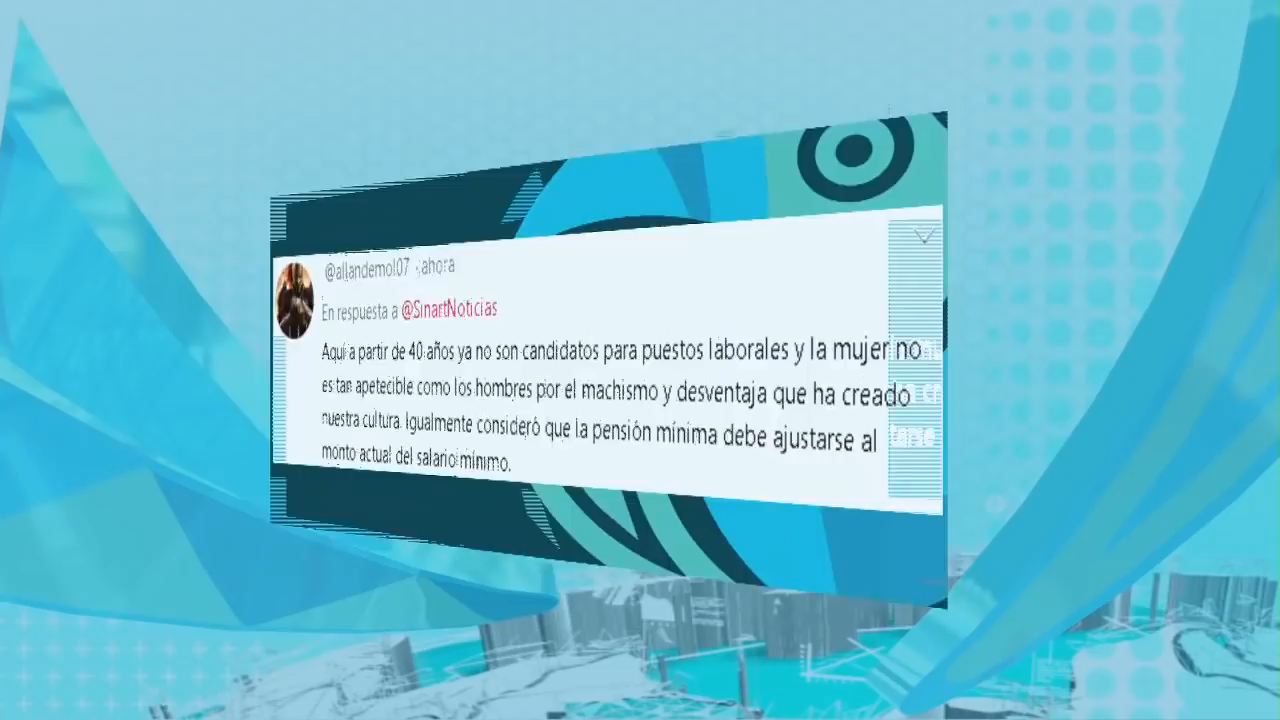 @allandemol07 · ahora
En respuesta a @SinartNoticias
Aqui a partir de 40 años ya no son candidatos para puestos laborales y la mujer no
es tan apetecible como los hombres por el machismo y desventaja que ha creado
nuestra cultura. Igualmente consideró que la pensión mínima debe ajustarse al
monto actual del salario mínimo.